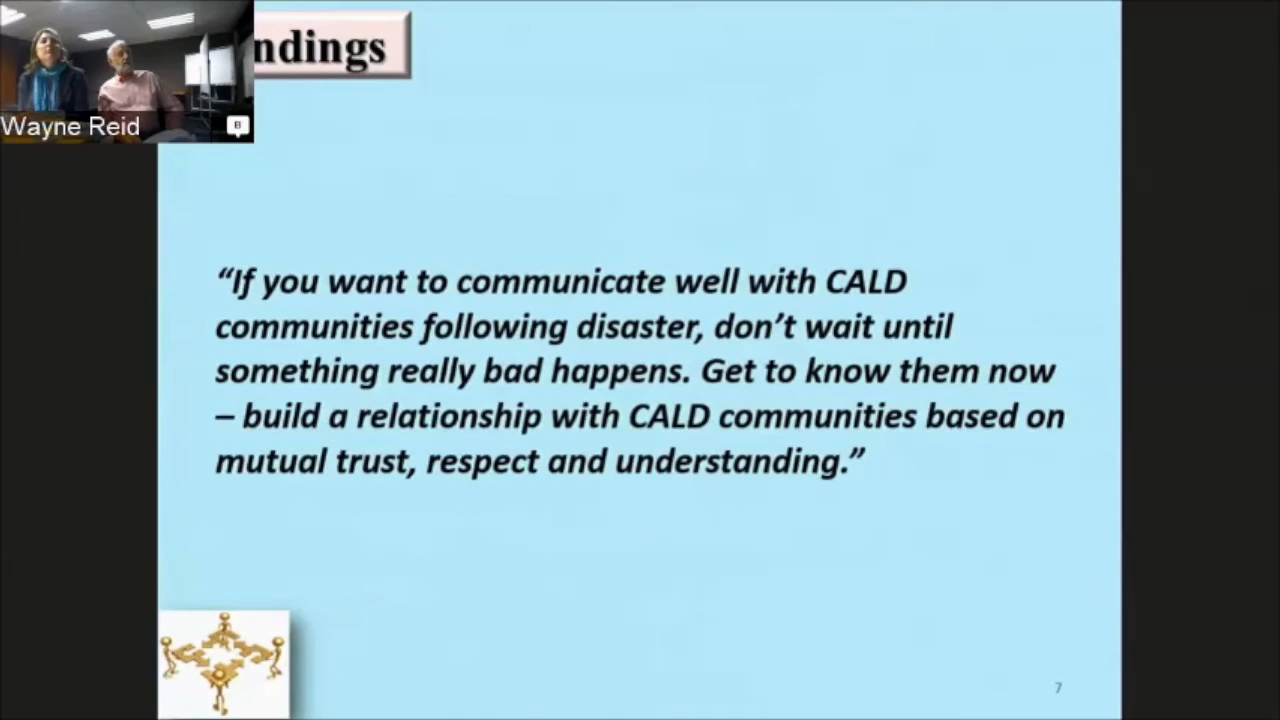 ndings
Wayne Reid
“If you want to communicate well with CALD
communities following disaster, don’t wait until
something really bad happens. Get to know them now
– build a relationship with CALD communities based on
mutual trust, respect and understanding.”
7